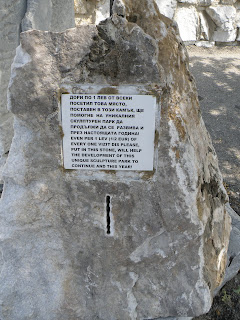 ДОРИ ПО 1 ЛЕВ ОТ ВСЕКИ
ПОСЕТИЛ ТОВА МЯСТО,
ПОСТАВЕН В ТОЗИ КАМЪК, ЩЕ
ПОМОГНЕ НА УНИКАЛНИЯ
СКУЛПТУРЕН ПАРК ДА
ПРОДЪЛЖИ ДА СЕ РАЗВИВА И
ПРЕЗ НАСТОЯЩАТА ГОДИНА!
EVEN PER 1 LEV (1/2 EUR) OF
EVERY ONE VISIT DIS PLEASE,
PUT IN THIS STONE, WILL HELP
THE DEVELOPMENT OF THIS
UNIQUE SCULPTURE PARK TO
CONTINUE AND THIS YEAR!